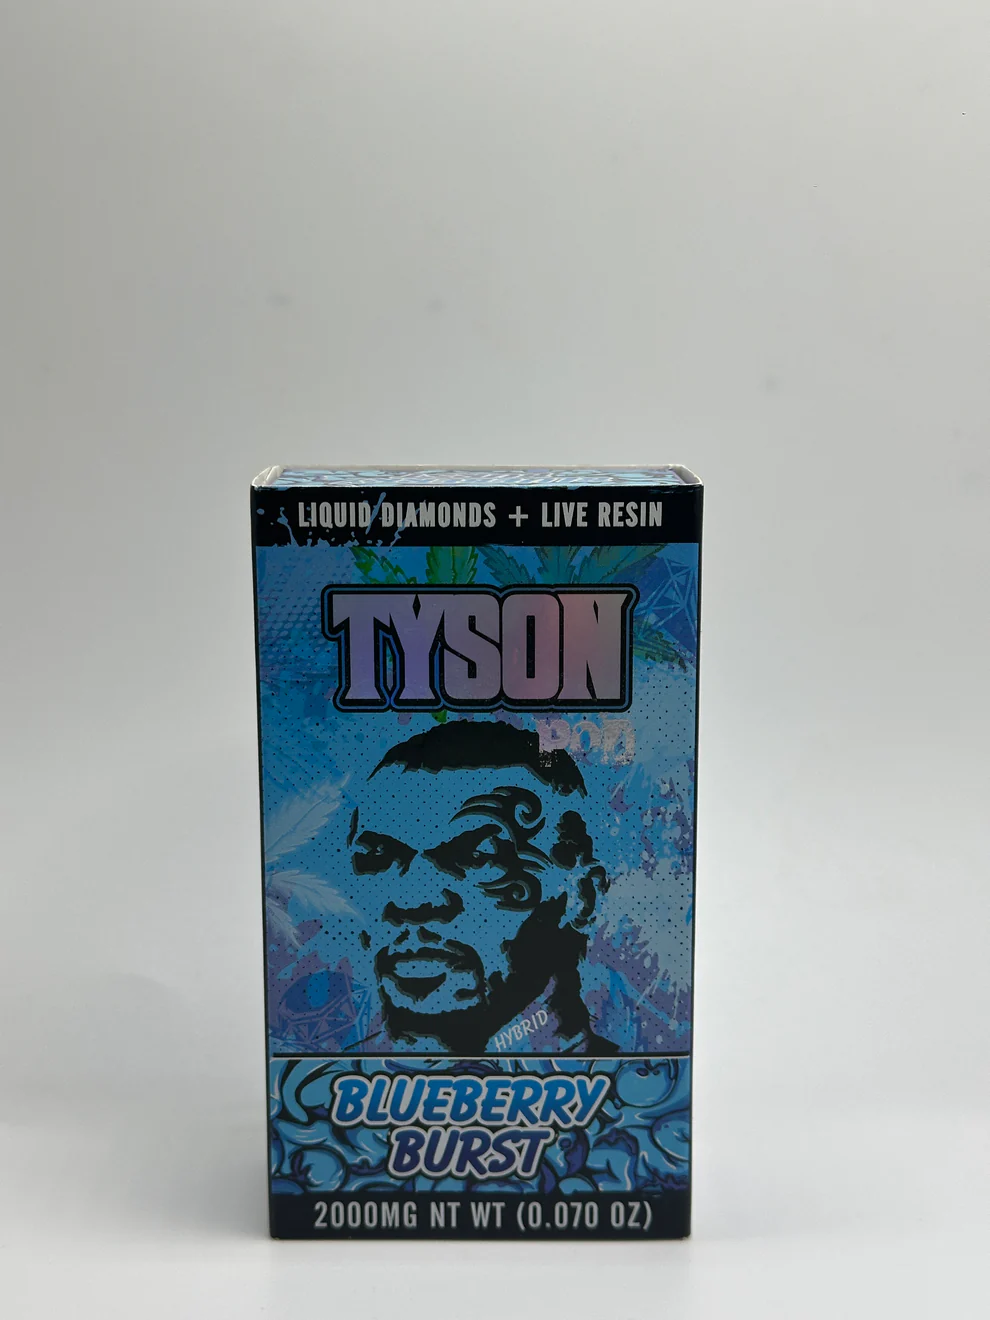 LIQUID DIAMONDS + LIVE RESIN
TYSON
POD
HYBRID
BLUEBERRY
BURST
2000MG NT WT (0.070 OZ)